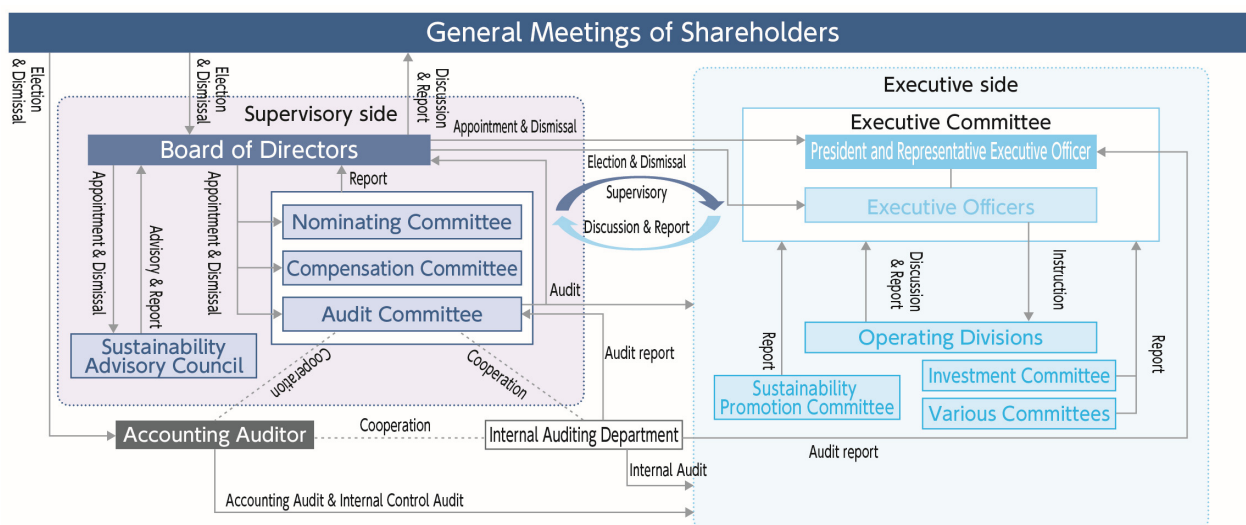 General Meetings of Shareholders
Election
& Dismissal
Election
& Dismissal
Discussion
& Report
Supervisory side
Board of Directors
Appointment & Dismissal
Advisory & Report
Appointment & Dismissal
Report
Nominating Committee
Compensation Committee
Audit Committee
Sustainability
Advisory Council
Cooperation
Cooperation
Accounting Auditor
Cooperation
Internal Auditing Department
Audit report
Audit
Internal Audit
Accounting Audit & Internal Control Audit
Appointment & Dismissal
Election & Dismissal
Supervisory
Discussion & Report
Executive side
Executive Committee
President and Representative Executive Officer
Executive Officers
Report
Discussion
& Report
Instruction
Report
Operating Divisions
Sustainability
Promotion Committee
Investment Committee
Various Committees
Audit report